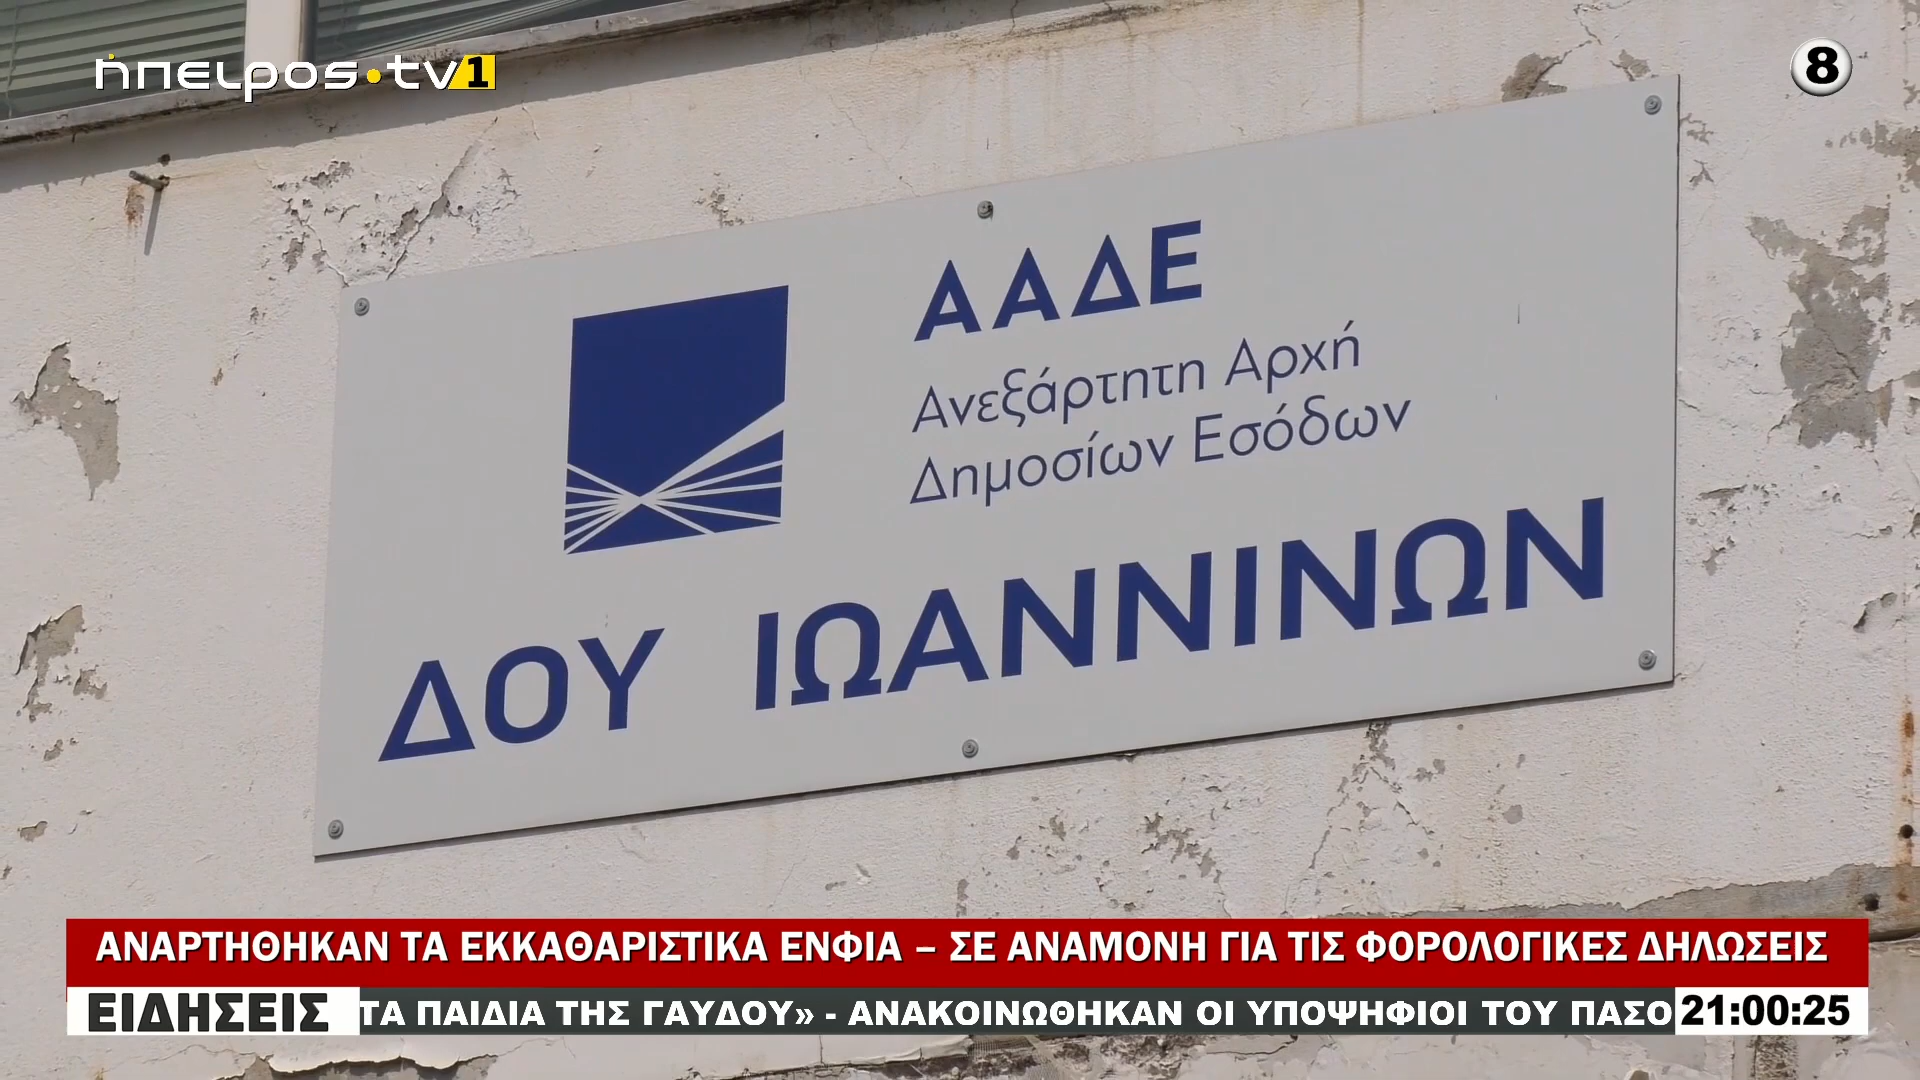 ήπειρος.tv1
8
ΑΑΔΕ
Ανεξάρτητη Αρχή
Δημοσίων Εσόδων
ΔΟΥ ΙΩΑΝΝΙΝΩΝ
ΑΝΑΡΤΗΘΗΚΑΝ ΤΑ ΕΚΚΑΘΑΡΙΣΤΙΚΑ ΕΝΦΙΑ – ΣΕ ΑΝΑΜΟΝΗ ΓΙΑ ΤΙΣ ΦΟΡΟΛΟΓΙΚΕΣ ΔΗΛΩΣΕΙΣ
ΕΙΔΗΣΕΙΣ ΤΑ ΠΑΙΔΙΑ ΤΗΣ ΓΑΥΔΟΥ» - ΑΝΑΚΟΙΝΩΘΗΚΑΝ ΟΙ ΥΠΟΨΗΦΙΟΙ ΤΟΥ ΠΑΣΟ 21:00:25